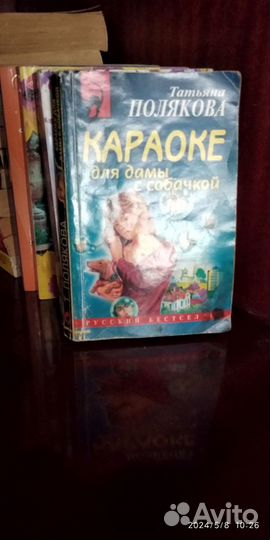 Татьяна
ПОЛЯКОВА
КАРАОКЕ
для дамы
с собачкой
РУССКИЙ БЕСТСЕЛ
Т. ПОЛЯКОВА
Avito
2024/5/8 10:26